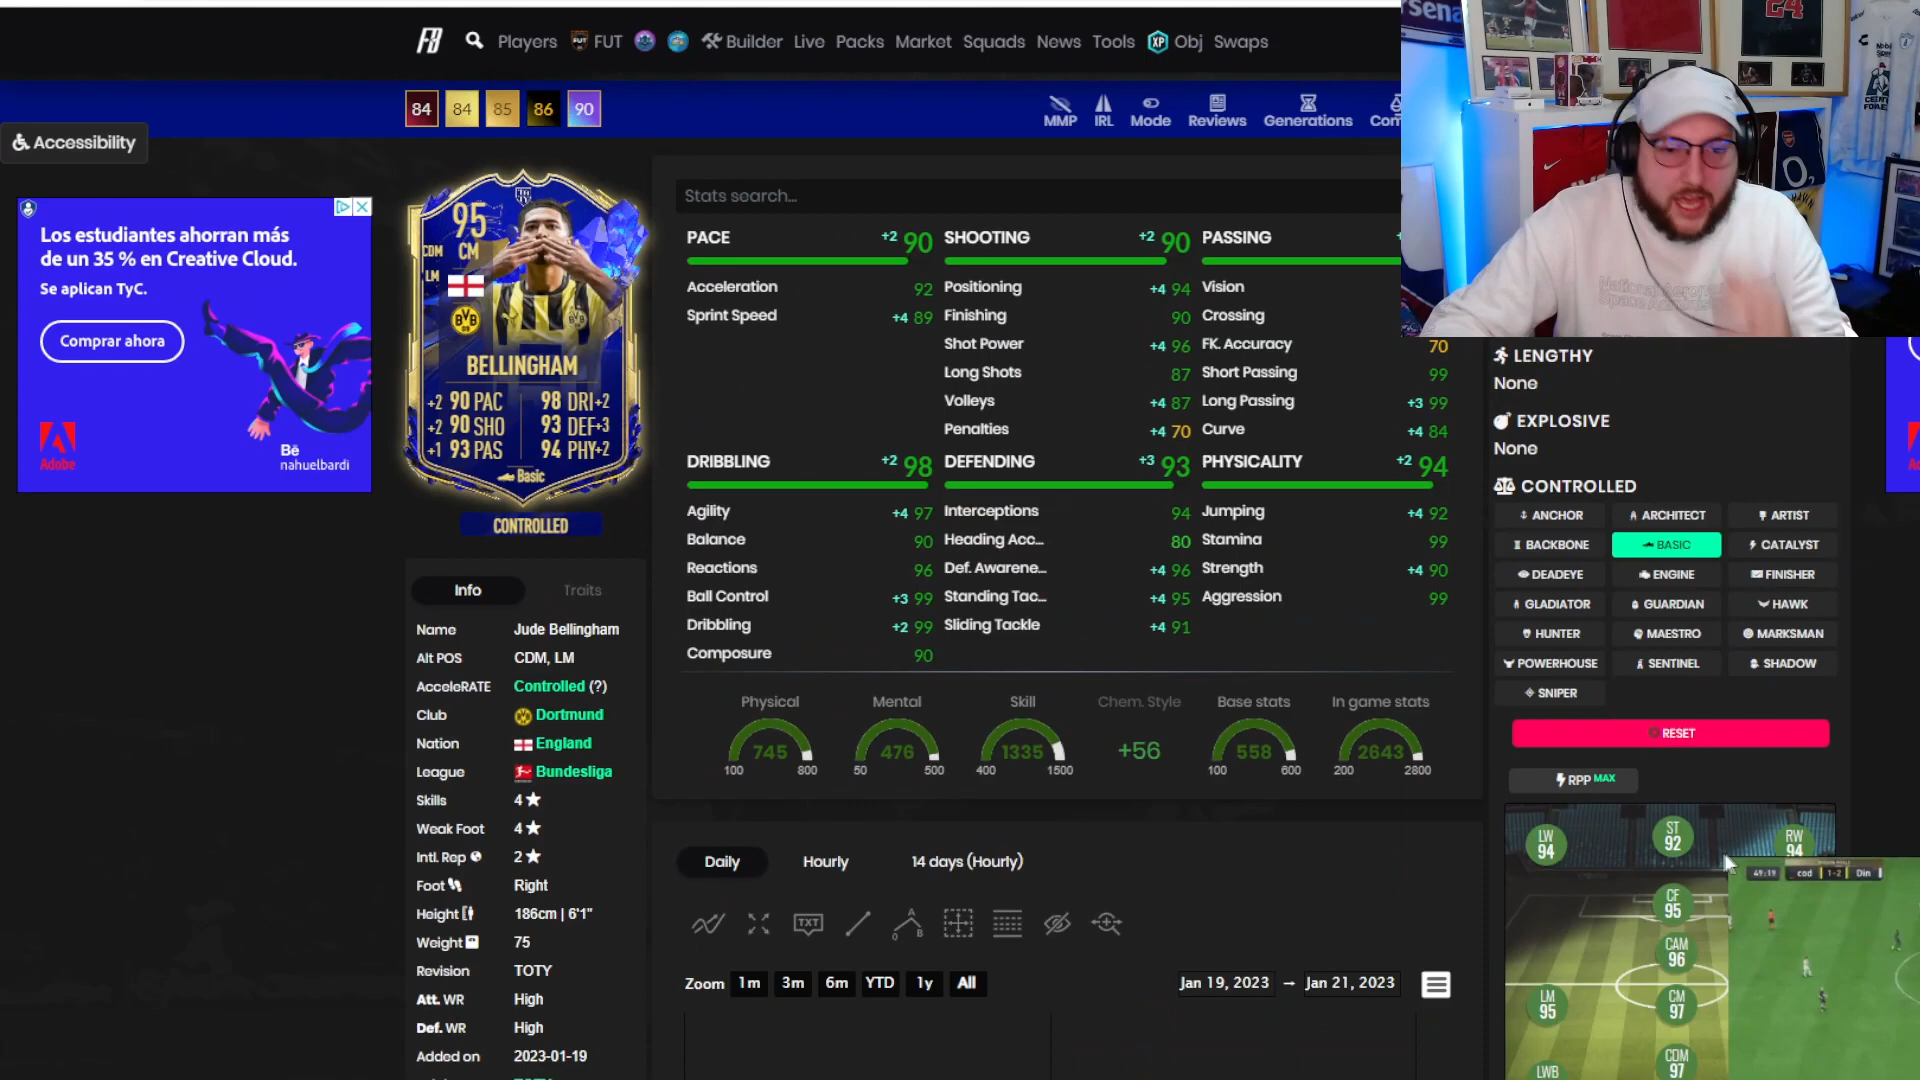 Players FUT Builder Live Packs Market Squads News Tools XP Obj Swaps
84 84 85 86 90
MMP IRL Mode Reviews Generations
Accessibility
Stats search...
Los estudiantes ahorran más
de un 35 % en Creative Cloud.
Se aplican TyC.
Comprar ahora
Adobe
Bē
nahuelbardi
95
CM
CDM
LM
BVB
09
BELLINGHAM
+2 90 PAC 98 DRI+2
+2 90 SHO 93 DEF+3
+1 93 PAS 94 PHY+2
Basic
CONTROLLED
PACE +2 90
Acceleration 92
Sprint Speed +4 89
SHOOTING +2 90
Positioning +4 94
Finishing 90
Shot Power +4 96
Long Shots 87
Volleys +4 87
Penalties +4 70
PASSING
Vision
Crossing
FK. Accuracy 70
Short Passing 99
Long Passing +3 99
Curve +4 84
DRIBBLING +2 98
Agility +4 97
Balance 90
Reactions 96
Ball Control +3 99
Dribbling +2 99
Composure 90
DEFENDING +3 93
Interceptions 94
Heading Acc... 80
Def. Awarene... +4 96
Standing Tac... +4 95
Sliding Tackle +4 91
PHYSICALITY +2 94
Jumping +4 92
Stamina 99
Strength +4 90
Aggression 99
Physical Mental Skill Chem. Style Base stats In game stats
745 476 1335 +56 558 2643
100 800 50 500 400 1500 100 600 200 2800
Info Traits
Name Jude Bellingham
Alt POS CDM, LM
AcceleRATE Controlled (?)
Club Dortmund
Nation England
League Bundesliga
Skills 4
Weak Foot 4
Intl. Rep 2
Foot Right
Height 186cm | 6'1"
Weight 75
Revision TOTY
Att. WR High
Def. WR High
Added on 2023-01-19
Daily Hourly 14 days (Hourly)
TXT
Zoom 1m 3m 6m YTD 1y All
Jan 19, 2023 → Jan 21, 2023
LENGTHY
None
EXPLOSIVE
None
CONTROLLED
ANCHOR ARCHITECT ARTIST
BACKBONE BASIC CATALYST
DEADEYE ENGINE FINISHER
GLADIATOR GUARDIAN HAWK
HUNTER MAESTRO MARKSMAN
POWERHOUSE SENTINEL SHADOW
SNIPER
RESET
RPP MAX
LW
94
ST
92
RW
94
CF
95
CAM
96
LM
95
CM
97
CDM
97
LWB
49:19 cod 1-2 Din
24